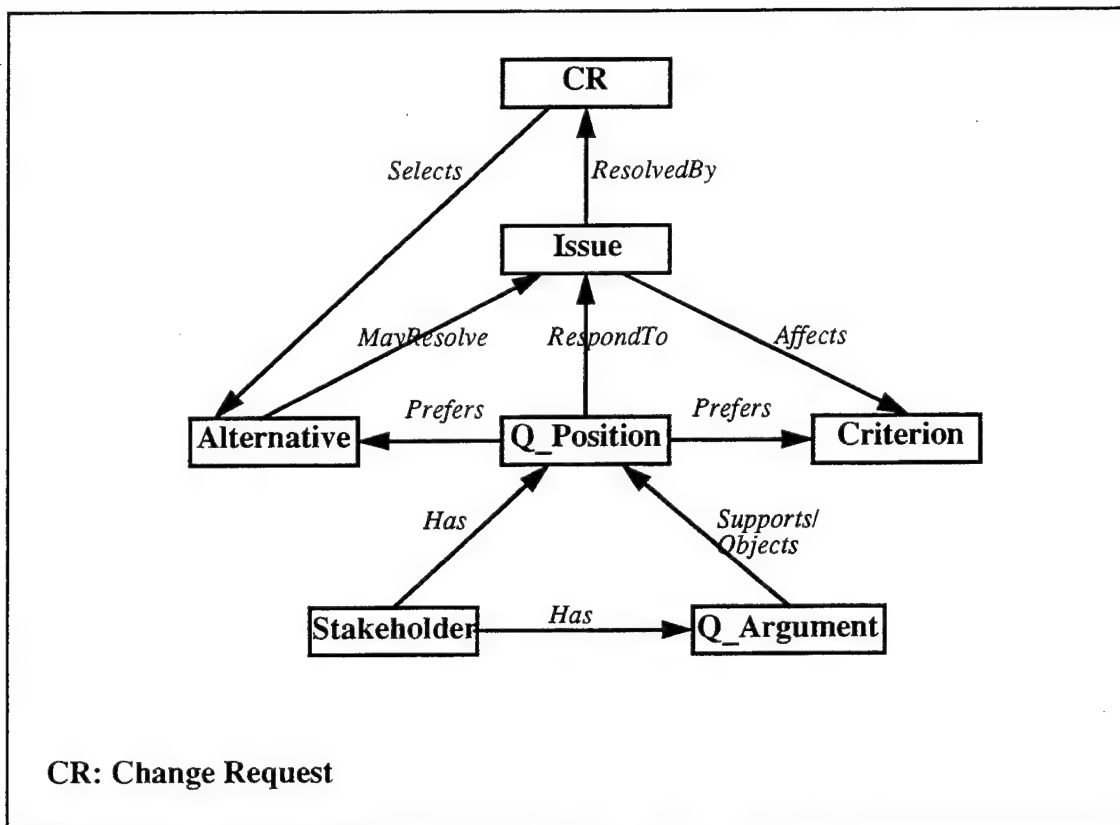 CR
Selects
ResolvedBy
Issue
MayResolve
RespondTo
Affects
Prefers
Prefers
Alternative
Q_Position
Criterion
Has
Supports/
Objects
Stakeholder
Has
Q_Argument
CR: Change Request